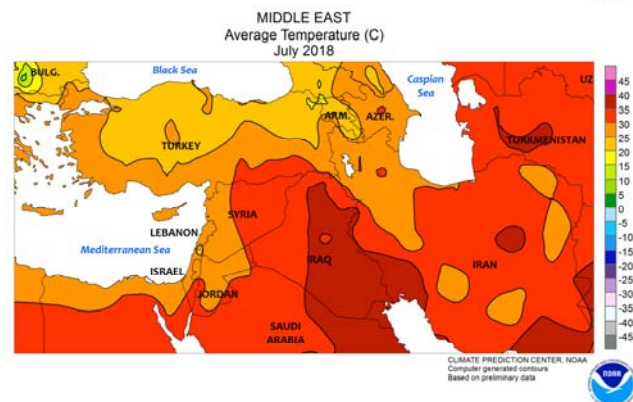 MIDDLE EAST
Average Temperature (C)
July 2018
BULG.
Black Sea
Caspian
Sea
UZ
ARM.
AZER.
TURKMENISTAN
TURKEY
SYRIA
LEBANON
Mediterranean Sea
ISRAEL
JORDAN
IRAQ
IRAN
SAUDI
ARABIA
45
40
35
30
25
20
15
10
5
0
-5
-10
-15
-20
-25
-30
-35
-40
-45
CLIMATE PREDICTION CENTER, NOAA
Computer generated contours
Based on preliminary data
NOAA